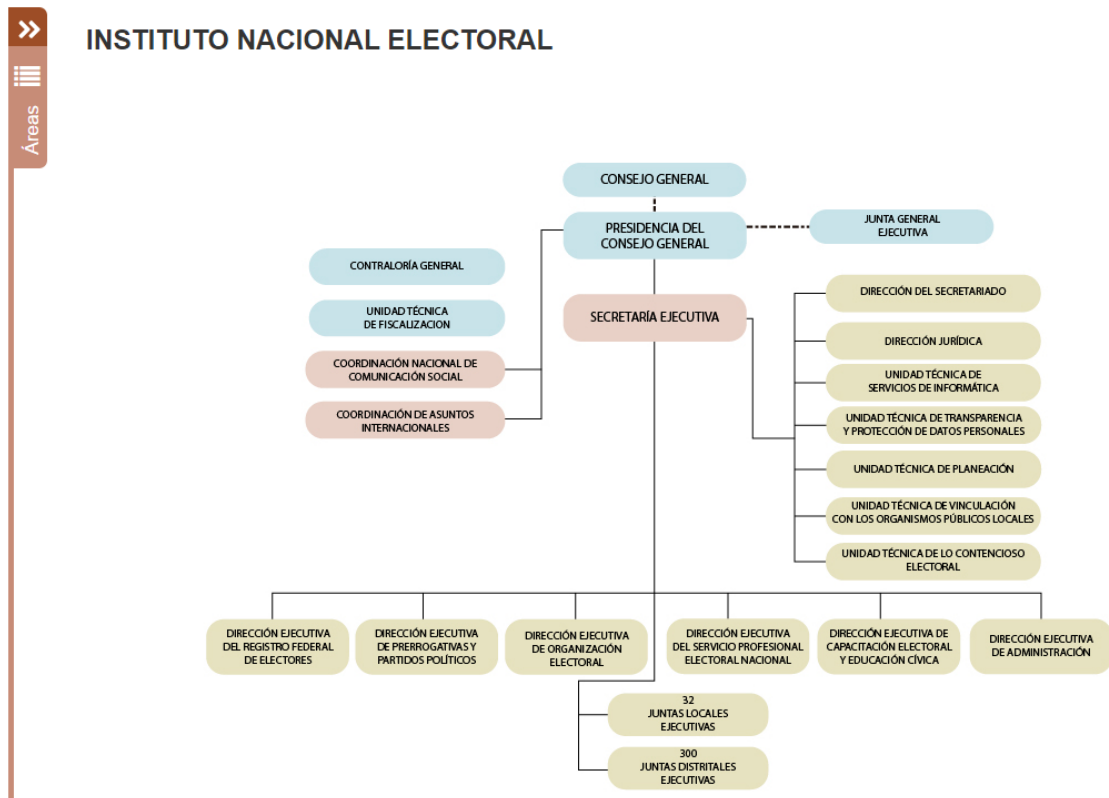 INSTITUTO NACIONAL ELECTORAL
Áreas
CONSEJO GENERAL
PRESIDENCIA DEL
CONSEJO GENERAL
JUNTA GENERAL
EJECUTIVA
CONTRALORÍA GENERAL
UNIDAD TÉCNICA
DE FISCALIZACION
COORDINACIÓN NACIONAL DE
COMUNICACIÓN SOCIAL
COORDINACIÓN DE ASUNTOS
INTERNACIONALES
SECRETARÍA EJECUTIVA
DIRECCIÓN DEL SECRETARIADO
DIRECCIÓN JURÍDICA
UNIDAD TÉCNICA DE
SERVICIOS DE INFORMÁTICA
UNIDAD TÉCNICA DE TRANSPARENCIA
Y PROTECCIÓN DE DATOS PERSONALES
UNIDAD TÉCNICA DE PLANEACIÓN
UNIDAD TÉCNICA DE VINCULACIÓN
CON LOS ORGANISMOS PÚBLICOS LOCALES
UNIDAD TÉCNICA DE LO CONTENCIOSO
ELECTORAL
DIRECCIÓN EJECUTIVA
DEL REGISTRO FEDERAL
DE ELECTORES
DIRECCIÓN EJECUTIVA
DE PRERROGATIVAS Y
PARTIDOS POLÍTICOS
DIRECCIÓN EJECUTIVA
DE ORGANIZACIÓN
ELECTORAL
DIRECCIÓN EJECUTIVA
DEL SERVICIO PROFESIONAL
ELECTORAL NACIONAL
DIRECCIÓN EJECUTIVA DE
CAPACITACIÓN ELECTORAL
Y EDUCACIÓN CÍVICA
DIRECCIÓN EJECUTIVA
DE ADMINISTRACIÓN
32
JUNTAS LOCALES
EJECUTIVAS
300
JUNTAS DISTRITALES
EJECUTIVAS